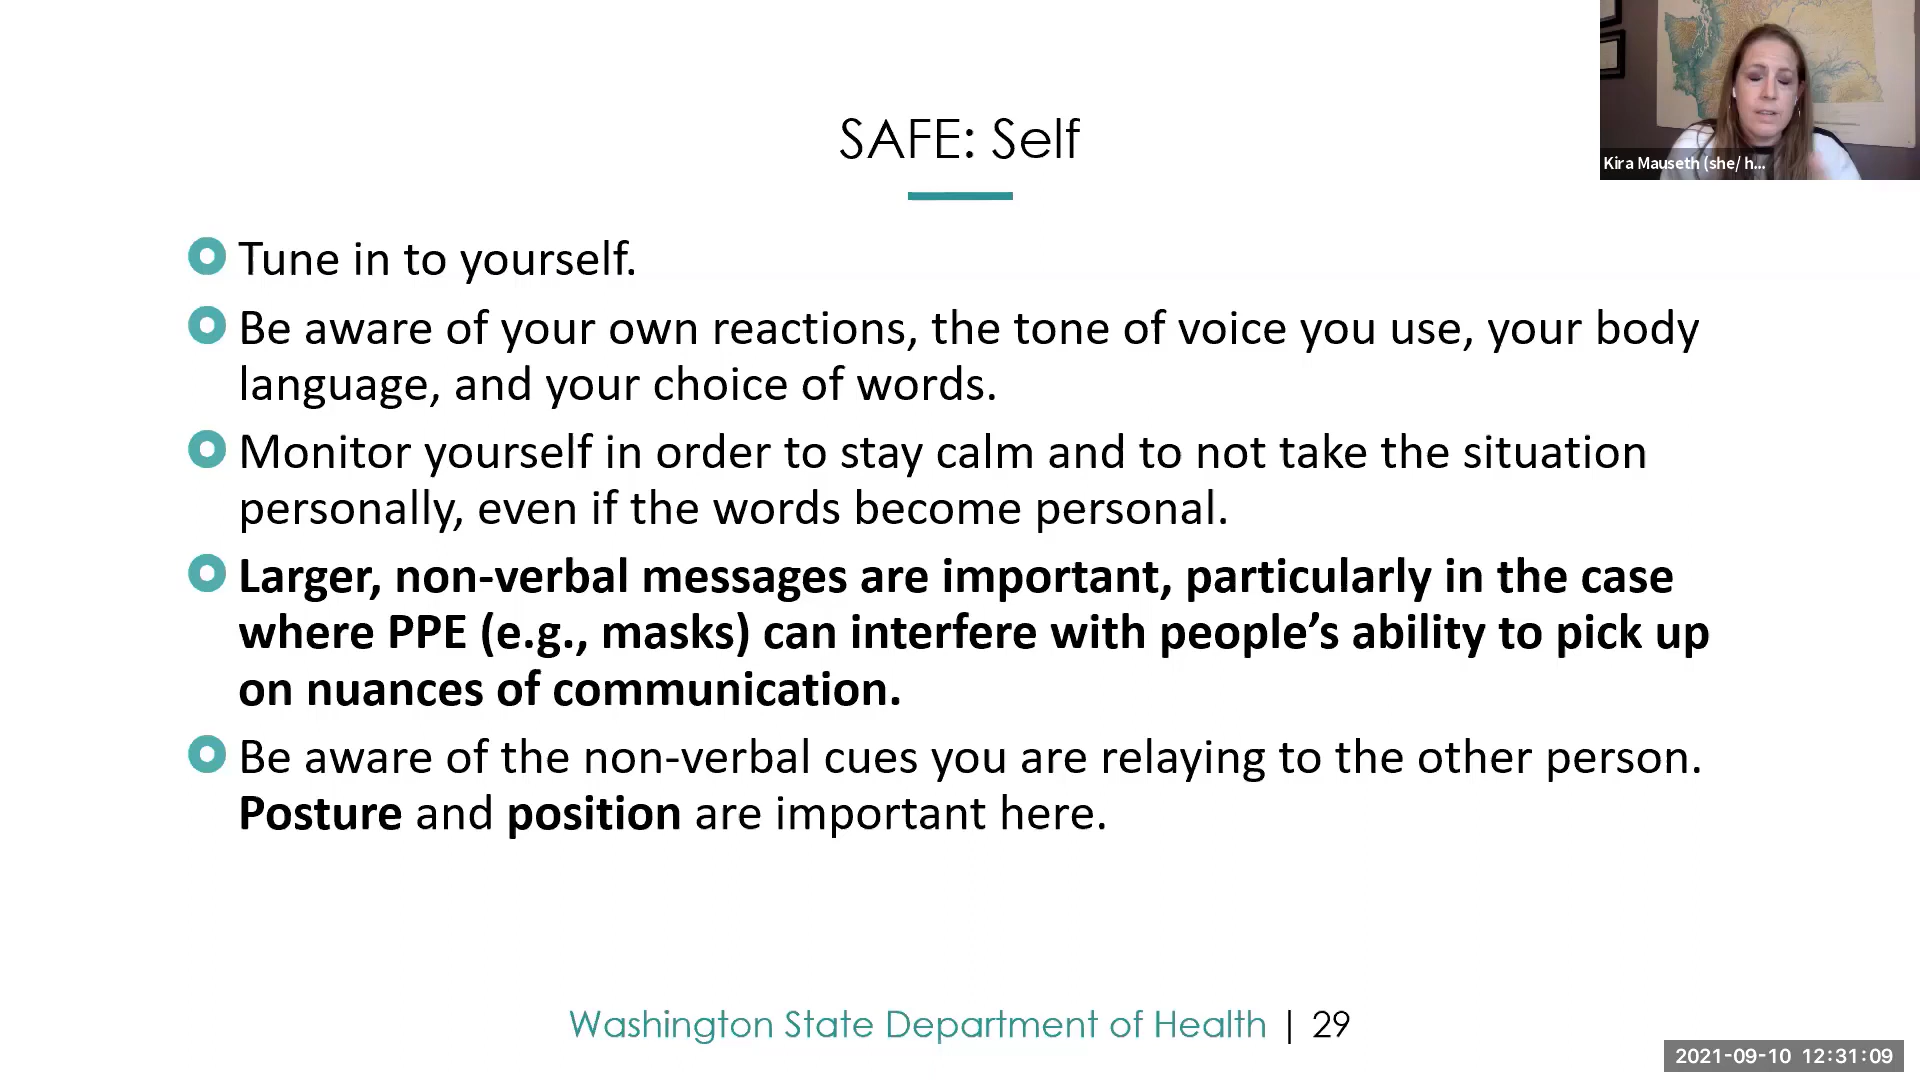 SAFE: Self
Kira Mauseth (she/ h...
Tune in to yourself.
Be aware of your own reactions, the tone of voice you use, your body
language, and your choice of words.
Monitor yourself in order to stay calm and to not take the situation
personally, even if the words become personal.
Larger, non-verbal messages are important, particularly in the case
where PPE (e.g., masks) can interfere with people’s ability to pick up
on nuances of communication.
Be aware of the non-verbal cues you are relaying to the other person.
Posture and position are important here.
Washington State Department of Health | 29
2021-09-10 12:31:09